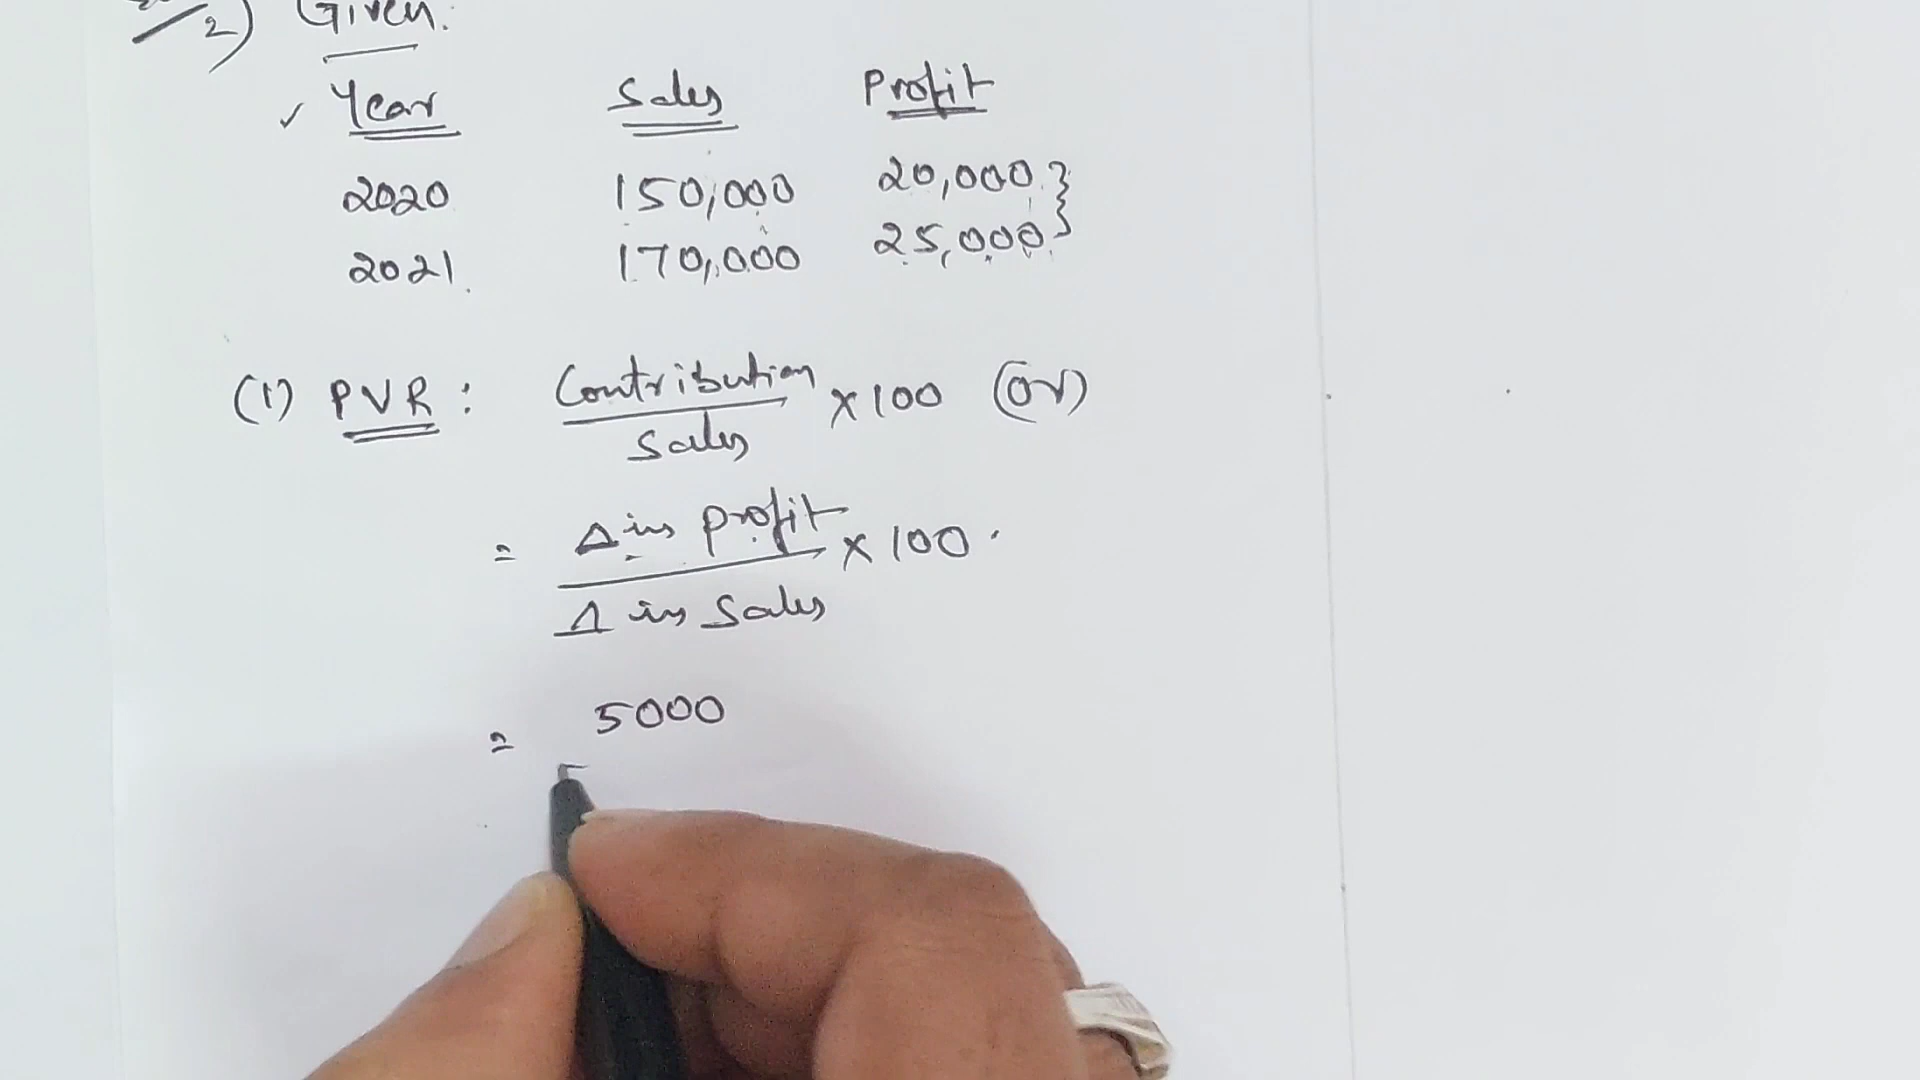 2) Given:
✓ Year Sales Profit
2020 150,000 20,000
2021 170,000 25,000
(1) PVR : Contribution / Sales × 100 (or)
= Δ in Profit / Δ in Sales × 100
= 5000